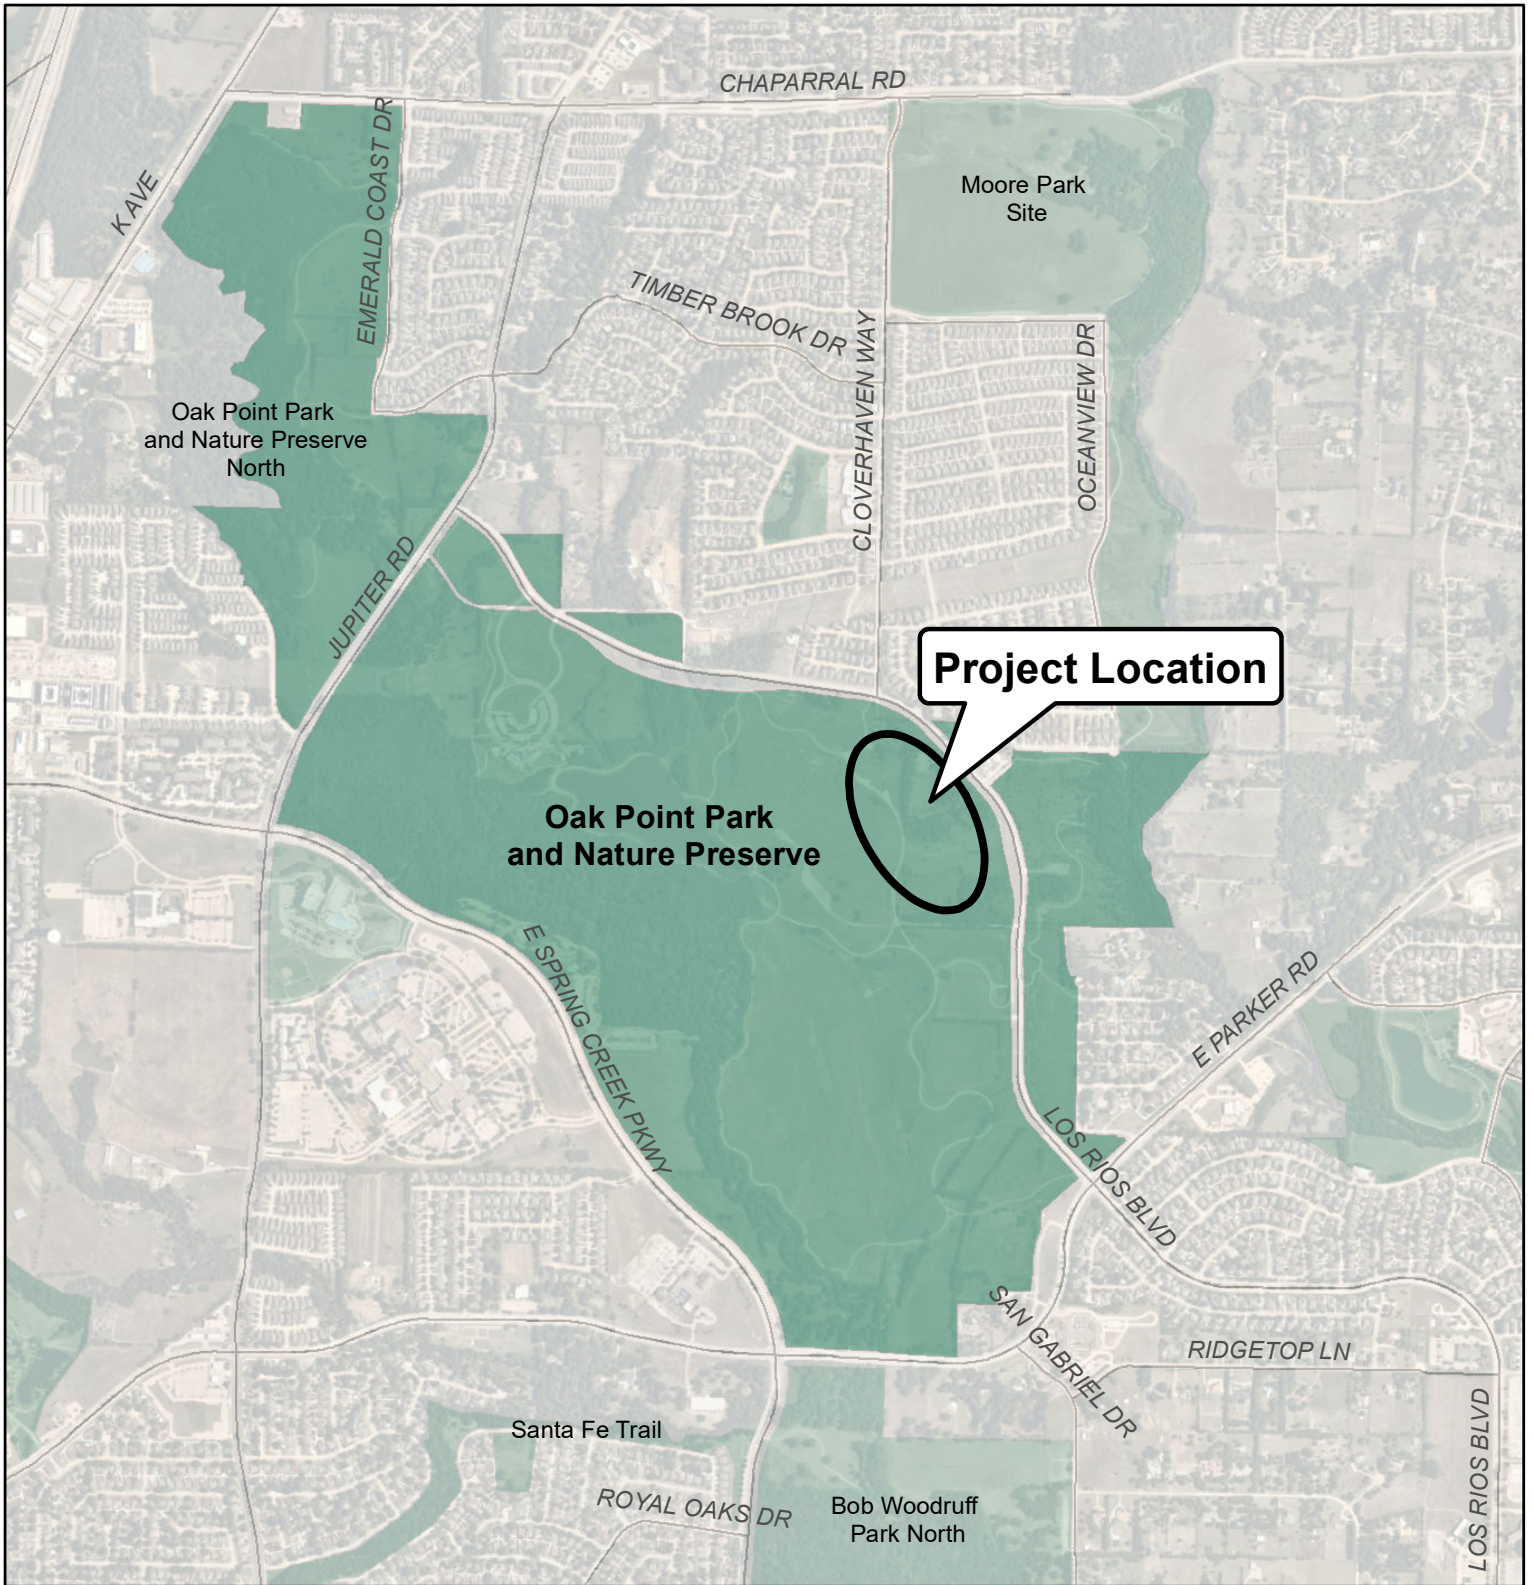 CHAPARRAL RD
K AVE
EMERALD COAST DR
Moore Park
Site
TIMBER BROOK DR
CLOVERHAVEN WAY
OCEANVIEW DR
Oak Point Park
and Nature Preserve
North
JUPITER RD
Project Location
Oak Point Park
and Nature Preserve
E SPRING CREEK PKWY
E PARKER RD
LOS RIOS BLVD
SAN GABRIEL DR
RIDGETOP LN
LOS RIOS BLVD
Santa Fe Trail
ROYAL OAKS DR
Bob Woodruff
Park North